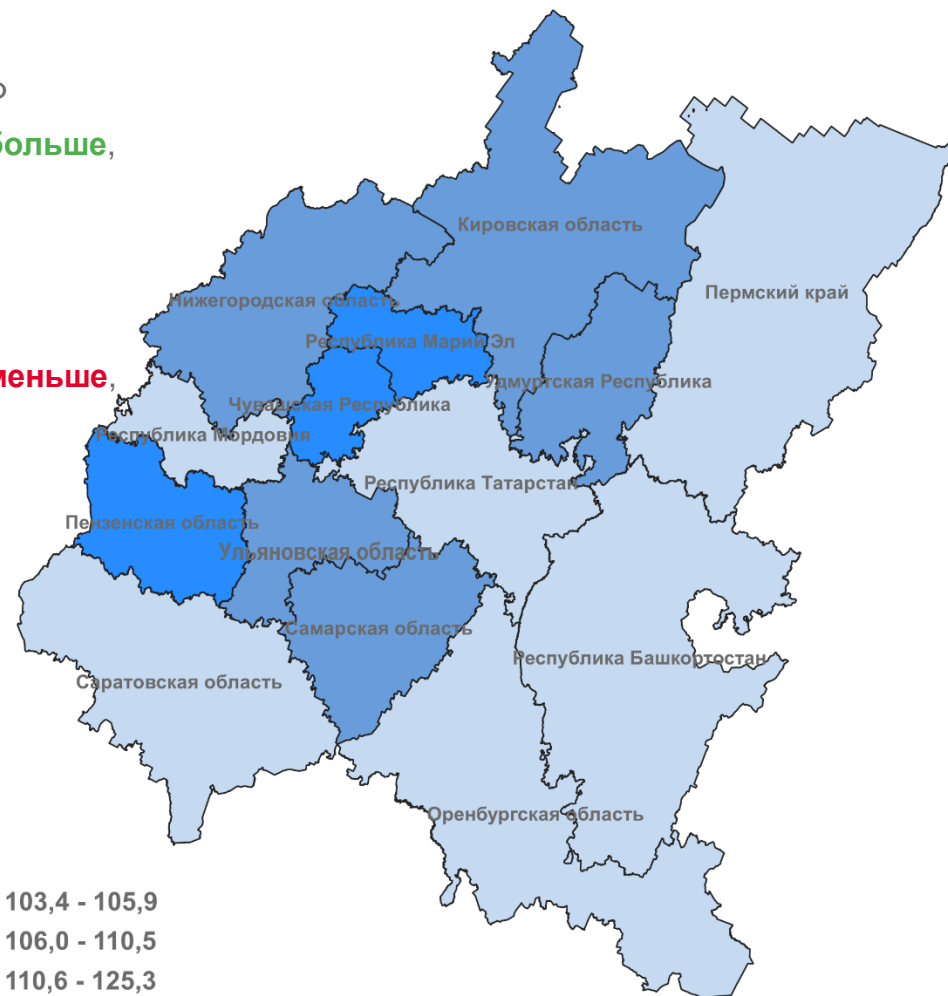 больше,
Кировская область
Пермский край
Нижегородская область
Республика Марий Эл
меньше,
Удмуртская Республика
Чувашская Республика
Республика Мордовия
Республика Татарстан
Пензенская область
Ульяновская область
Самарская область
Республика Башкортостан
Саратовская область
Оренбургская область
103,4 - 105,9
106,0 - 110,5
110,6 - 125,3